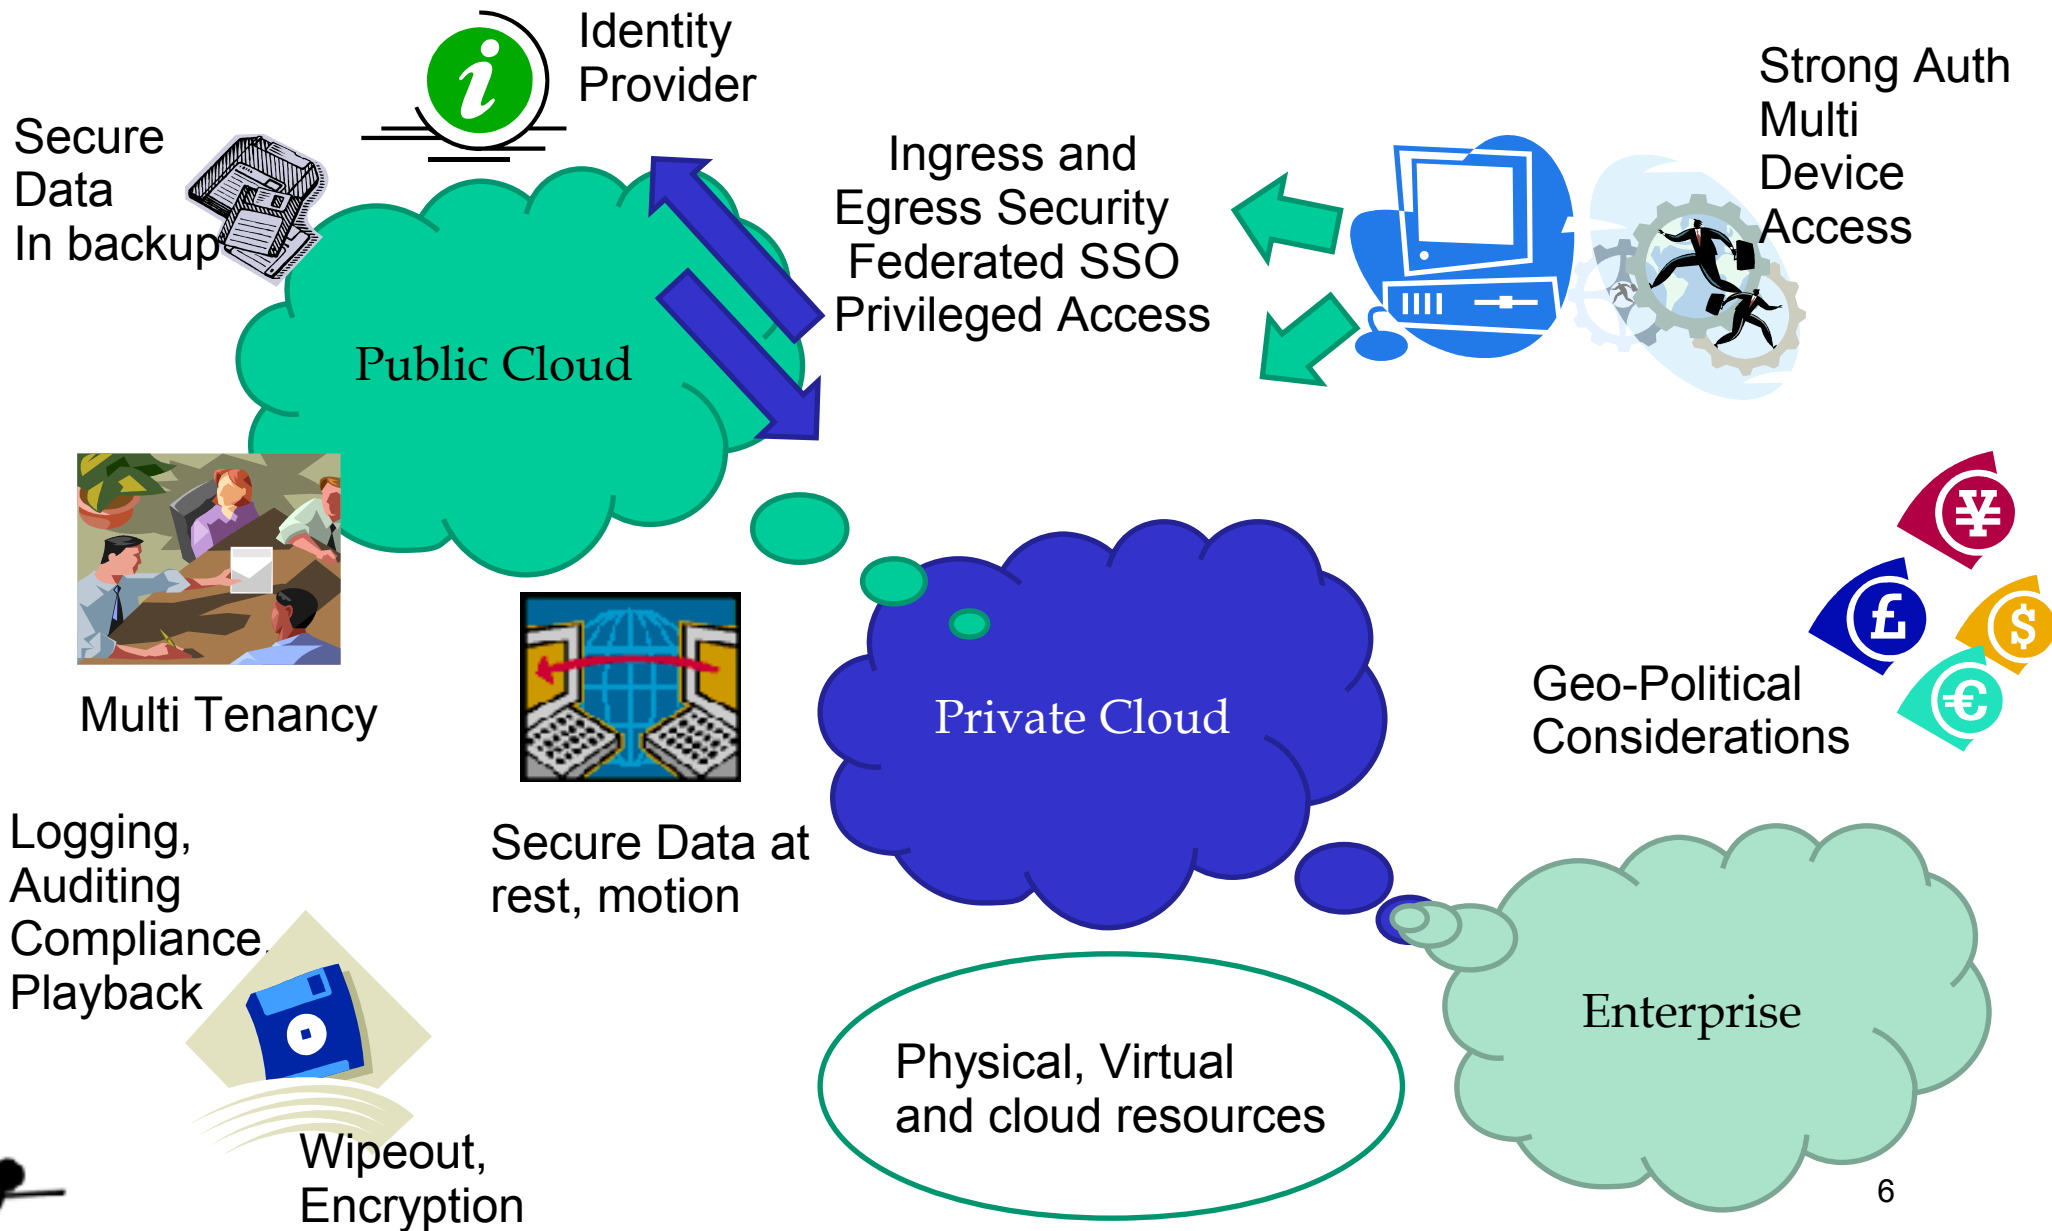 Identity
Provider
Secure
Data
In backup
Ingress and
Egress Security
Federated SSO
Privileged Access
Strong Auth
Multi
Device
Access
Public Cloud
¥
£
$
€
Multi Tenancy
Private Cloud
Geo-Political
Considerations
Secure Data at
rest, motion
Logging,
Auditing
Compliance,
Playback
Enterprise
Physical, Virtual
and cloud resources
Wipeout,
Encryption
6